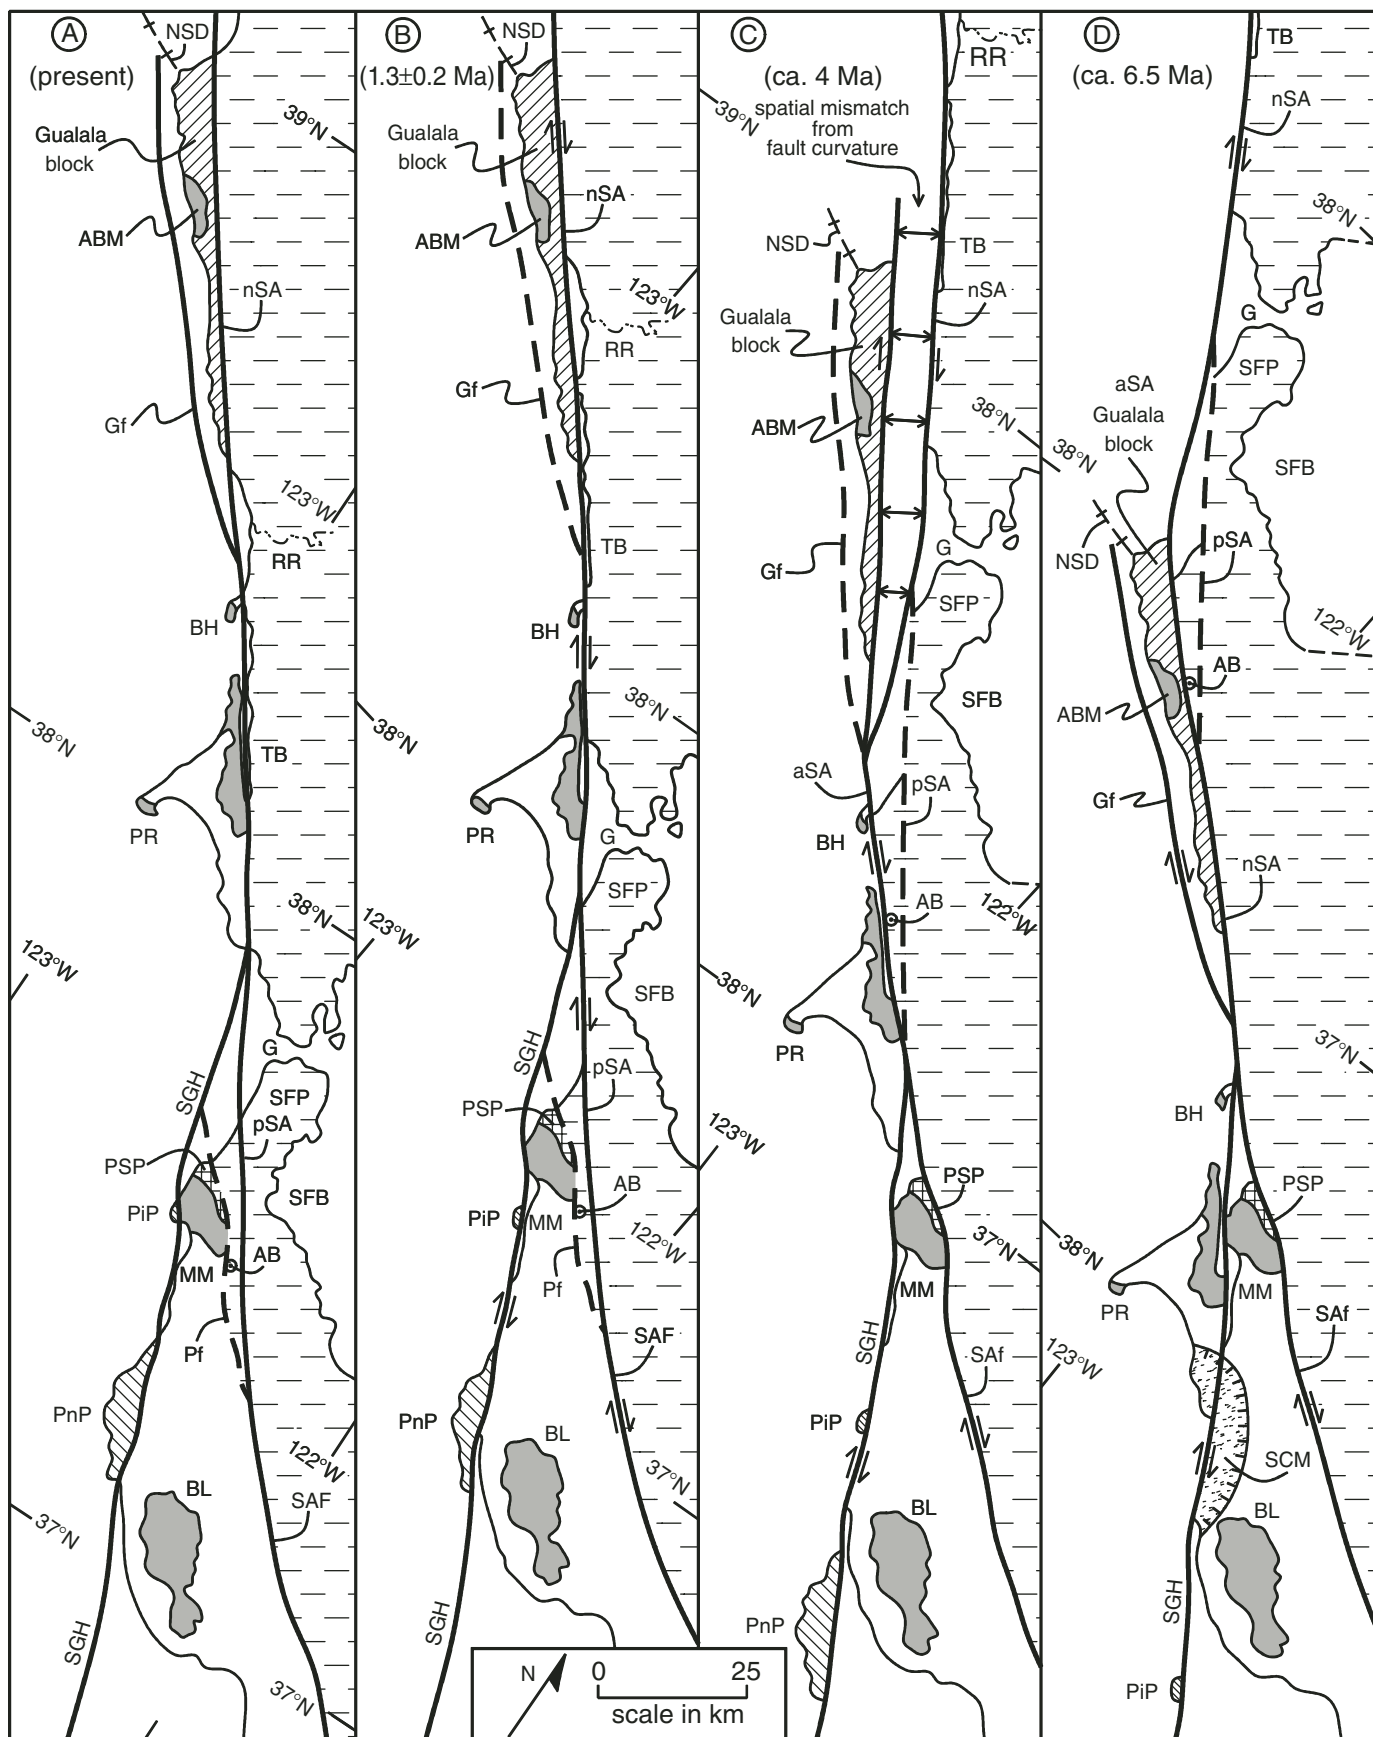 A
(present)
NSD
Gualala
block
39°N
ABM
nSA
Gf
123°W
RR
BH
38°N
TB
PR
38°N
123°W
G
SGH
SFP
pSA
PSP
SFB
PiP
AB
MM
Pf
PnP
122°W
BL
SAF
37°N
SGH
37°N
B
(1.3±0.2 Ma)
NSD
Gualala
block
nSA
ABM
123°W
RR
Gf
TB
BH
38°N
38°N
PR
G
SFP
123°W
SFB
SGH
pSA
PSP
AB
PiP
MM
122°W
Pf
SAF
PnP
BL
37°N
SGH
N
0
25
scale in km
C
(ca. 4 Ma)
RR
39°N
spatial mismatch
from
fault curvature
NSD
TB
nSA
Gualala
block
38°N
ABM
G
Gf
SFP
SFB
aSA
pSA
BH
122°W
AB
38°N
PR
123°W
PSP
37°N
MM
SGH
SAf
PiP
BL
PnP
D
(ca. 6.5 Ma)
TB
nSA
38°N
G
SFP
aSA
Gualala
block
38°N
SFB
NSD
pSA
122°W
AB
ABM
Gf
nSA
37°N
BH
PSP
38°N
PR
MM
SAf
123°W
SCM
BL
SGH
PiP